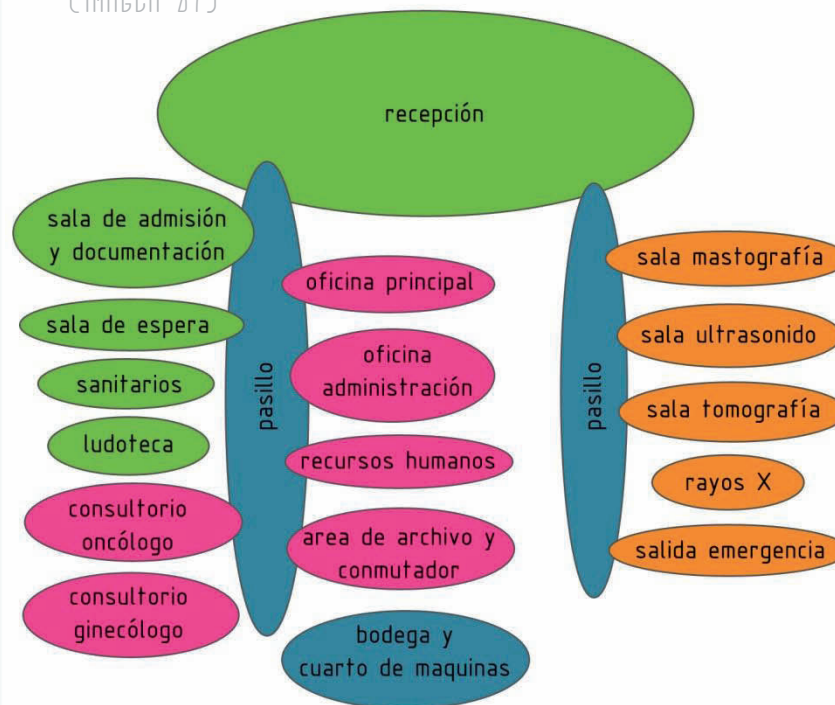 recepción
sala de admisión
y documentación
sala de espera
sanitarios
ludoteca
consultorio
oncólogo
consultorio
ginecólogo
pasillo
oficina principal
oficina
administración
recursos humanos
area de archivo y
conmutador
bodega y
cuarto de maquinas
pasillo
sala mastografía
sala ultrasonido
sala tomografía
rayos X
salida emergencia